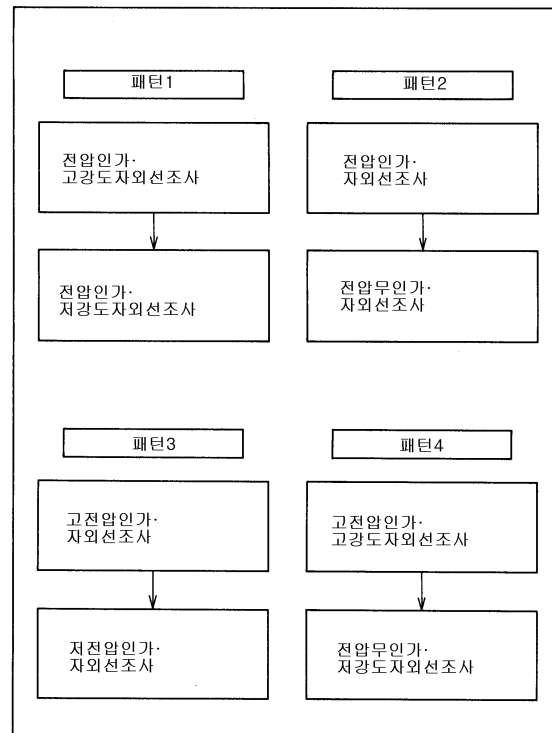 패턴1
전압인가·
고강도자외선조사
전압인가·
저강도자외선조사
패턴2
전압인가·
자외선조사
전압무인가·
자외선조사
패턴3
고전압인가·
자외선조사
저전압인가·
자외선조사
패턴4
고전압인가·
고강도자외선조사
전압무인가·
저강도자외선조사